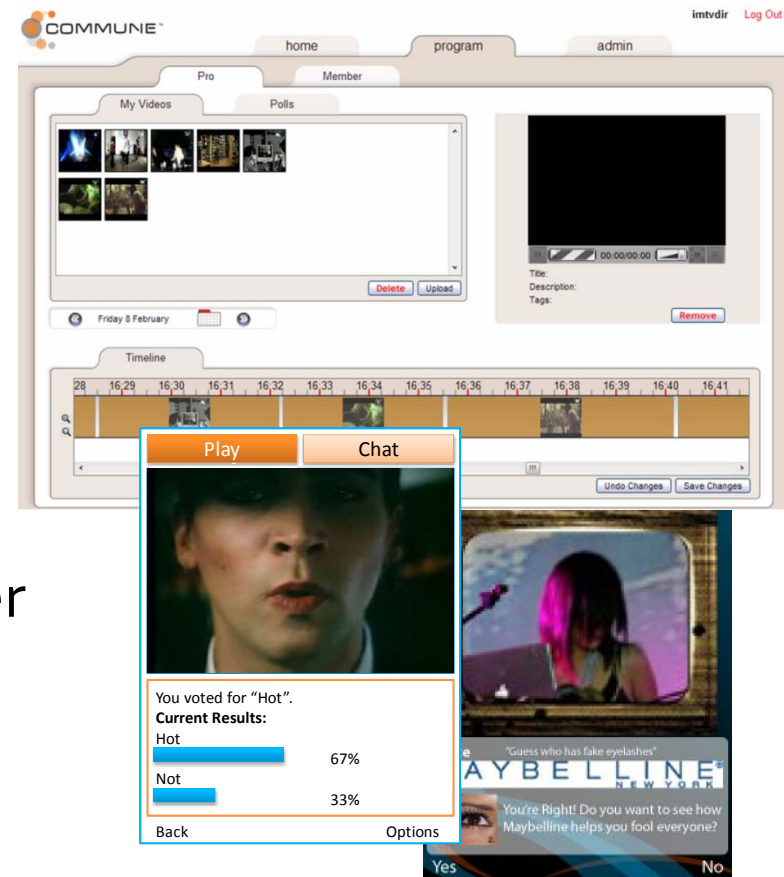 COMMUNE™
imtvdir Log Out
home program admin
Pro Member
My Videos Polls
00:00/00:00
Title:
Description:
Tags:
Delete Upload
Remove
Friday 8 February
Timeline
28 16:29 16:30 16:31 16:32 16:33 16:34 16:35 16:36 16:37 16:38 16:39 16:40 16:41
Undo Changes Save Changes
Play Chat
er
You voted for “Hot”.
Current Results:
Hot
67%
Not
33%
Back Options
e "Guess who has fake eyelashes"
AYBELLINE®
NEW YORK
You're Right! Do you want to see how
Maybelline helps you fool everyone?
Yes No